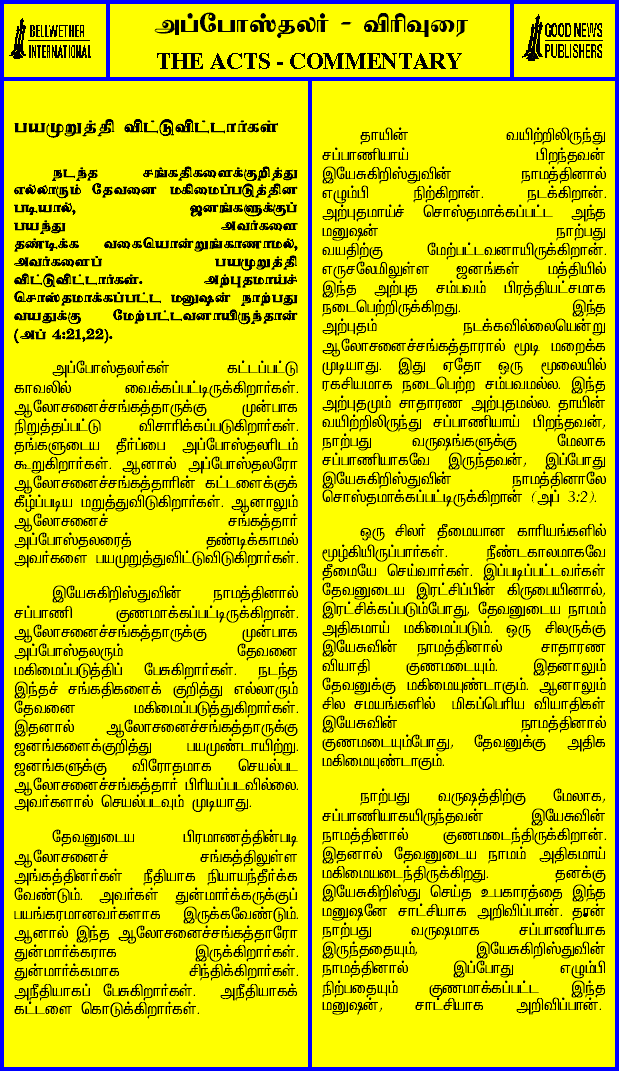 BELLWETHER
INTERNATIONAL
அப்போஸ்தலர் - விரிவுரை
THE ACTS - COMMENTARY
GOOD NEWS
PUBLISHERS
பயமுறுத்தி விட்டுவிட்டார்கள்
நடந்த சங்கதிகளைக்குறித்து
எல்லாரும் தேவனை மகிமைப்படுத்தின
படியால், ஜனங்களுக்குப்
பயந்து அவர்களை
தண்டிக்க வகையொன்றுங்காணாமல்,
அவர்களைப் பயமுறுத்தி
விட்டுவிட்டார்கள். அற்புதமாய்ச்
சொஸ்தமாக்கப்பட்ட மனுஷன் நாற்பது
வயதுக்கு மேற்பட்டவனாயிருந்தான்
(அப் 4:21,22).
அப்போஸ்தலர்கள் கட்டப்பட்டு
காவலில் வைக்கப்பட்டிருக்கிறார்கள்.
ஆலோசனைச்சங்கத்தாருக்கு முன்பாக
நிறுத்தப்பட்டு விசாரிக்கப்படுகிறார்கள்.
தங்களுடைய தீர்ப்பை அப்போஸ்தலரிடம்
கூறுகிறார்கள். ஆனால் அப்போஸ்தலரோ
ஆலோசனைச்சங்கத்தாரின் கட்டளைக்குக்
கீழ்ப்படிய மறுத்துவிடுகிறார்கள். ஆனாலும்
ஆலோசனைச் சங்கத்தார்
அப்போஸ்தலரைத் தண்டிக்காமல்
அவர்களை பயமுறுத்துவிட்டுவிடுகிறார்கள்.
இயேசுகிறிஸ்துவின் நாமத்தினால்
சப்பாணி குணமாக்கப்பட்டிருக்கிறான்.
ஆலோசனைச்சங்கத்தாருக்கு முன்பாக
அப்போஸ்தலரும் தேவனை
மகிமைப்படுத்திப் பேசுகிறார்கள். நடந்த
இந்தச் சங்கதிகளைக் குறித்து எல்லாரும்
தேவனை மகிமைப்படுத்துகிறார்கள்.
இதனால் ஆலோசனைச்சங்கத்தாருக்கு
ஜனங்களைக்குறித்து பயமுண்டாயிற்று.
ஜனங்களுக்கு விரோதமாக செயல்பட
ஆலோசனைச்சங்கத்தார் பிரியப்படவில்லை.
அவர்களால் செயல்படவும் முடியாது.
தேவனுடைய பிரமாணத்தின்படி
ஆலோசனைச் சங்கத்திலுள்ள
அங்கத்தினர்கள் நீதியாக நியாயந்தீர்க்க
வேண்டும். அவர்கள் துன்மார்க்கருக்குப்
பயங்கரமானவர்களாக இருக்கவேண்டும்.
ஆனால் இந்த ஆலோசனைச்சங்கத்தாரோ
துன்மார்க்கராக இருக்கிறார்கள்.
துன்மார்க்கமாக சிந்திக்கிறார்கள்.
அநீதியாகப் பேசுகிறார்கள். அநீதியாகக்
கட்டளை கொடுக்கிறார்கள்.
தாயின் வயிற்றிலிருந்து
சப்பாணியாய் பிறந்தவன்
இயேசுகிறிஸ்துவின் நாமத்தினால்
எழும்பி நிற்கிறான். நடக்கிறான்.
அற்புதமாய்ச் சொஸ்தமாக்கப்பட்ட அந்த
மனுஷன் நாற்பது
வயதிற்கு மேற்பட்டவனாயிருக்கிறான்.
எருசலேமிலுள்ள ஜனங்கள் மத்தியில்
இந்த அற்புத சம்பவம் பிரத்தியட்சமாக
நடைபெற்றிருக்கிறது. இந்த
அற்புதம் நடக்கவில்லையென்று
ஆலோசனைச்சங்கத்தாரால் மூடி மறைக்க
முடியாது. இது ஏதோ ஒரு மூலையில்
ரகசியமாக நடைபெற்ற சம்பவமல்ல. இந்த
அற்புதமும் சாதாரண அற்புதமல்ல. தாயின்
வயிற்றிலிருந்து சப்பாணியாய் பிறந்தவன்,
நாற்பது வருஷங்களுக்கு மேலாக
சப்பாணியாகவே இருந்தவன், இப்போது
இயேசுகிறிஸ்துவின் நாமத்தினாலே
சொஸ்தமாக்கப்பட்டிருக்கிறான் (அப் 3:2).
ஒரு சிலர் தீமையான காரியங்களில்
மூழ்கியிருப்பார்கள். நீண்டகாலமாகவே
தீமையே செய்வார்கள். இப்படிப்பட்டவர்கள்
தேவனுடைய இரட்சிப்பின் கிருபையினால்,
இரட்சிக்கப்படும்போது, தேவனுடைய நாமம்
அதிகமாய் மகிமைப்படும். ஒரு சிலருக்கு
இயேசுவின் நாமத்தினால் சாதாரண
வியாதி குணமடையும். இதனாலும்
தேவனுக்கு மகிமையுண்டாகும். ஆனாலும்
சில சமயங்களில் மிகப்பெரிய வியாதிகள்
இயேசுவின் நாமத்தினால்
குணமடையும்போது, தேவனுக்கு அதிக
மகிமையுண்டாகும்.
நாற்பது வருஷத்திற்கு மேலாக,
சப்பாணியாகயிருந்தவன் இயேசுவின்
நாமத்தினால் குணமடைந்திருக்கிறான்.
இதனால் தேவனுடைய நாமம் அதிகமாய்
மகிமையடைந்திருக்கிறது. தனக்கு
இயேசுகிறிஸ்து செய்த உபகாரத்தை இந்த
மனுஷனே சாட்சியாக அறிவிப்பான். தான்
நாற்பது வருஷமாக சப்பாணியாக
இருந்ததையும், இயேசுகிறிஸ்துவின்
நாமத்தினால் இப்போது எழும்பி
நிற்பதையும் குணமாக்கப்பட்ட இந்த
மனுஷன், சாட்சியாக அறிவிப்பான்.